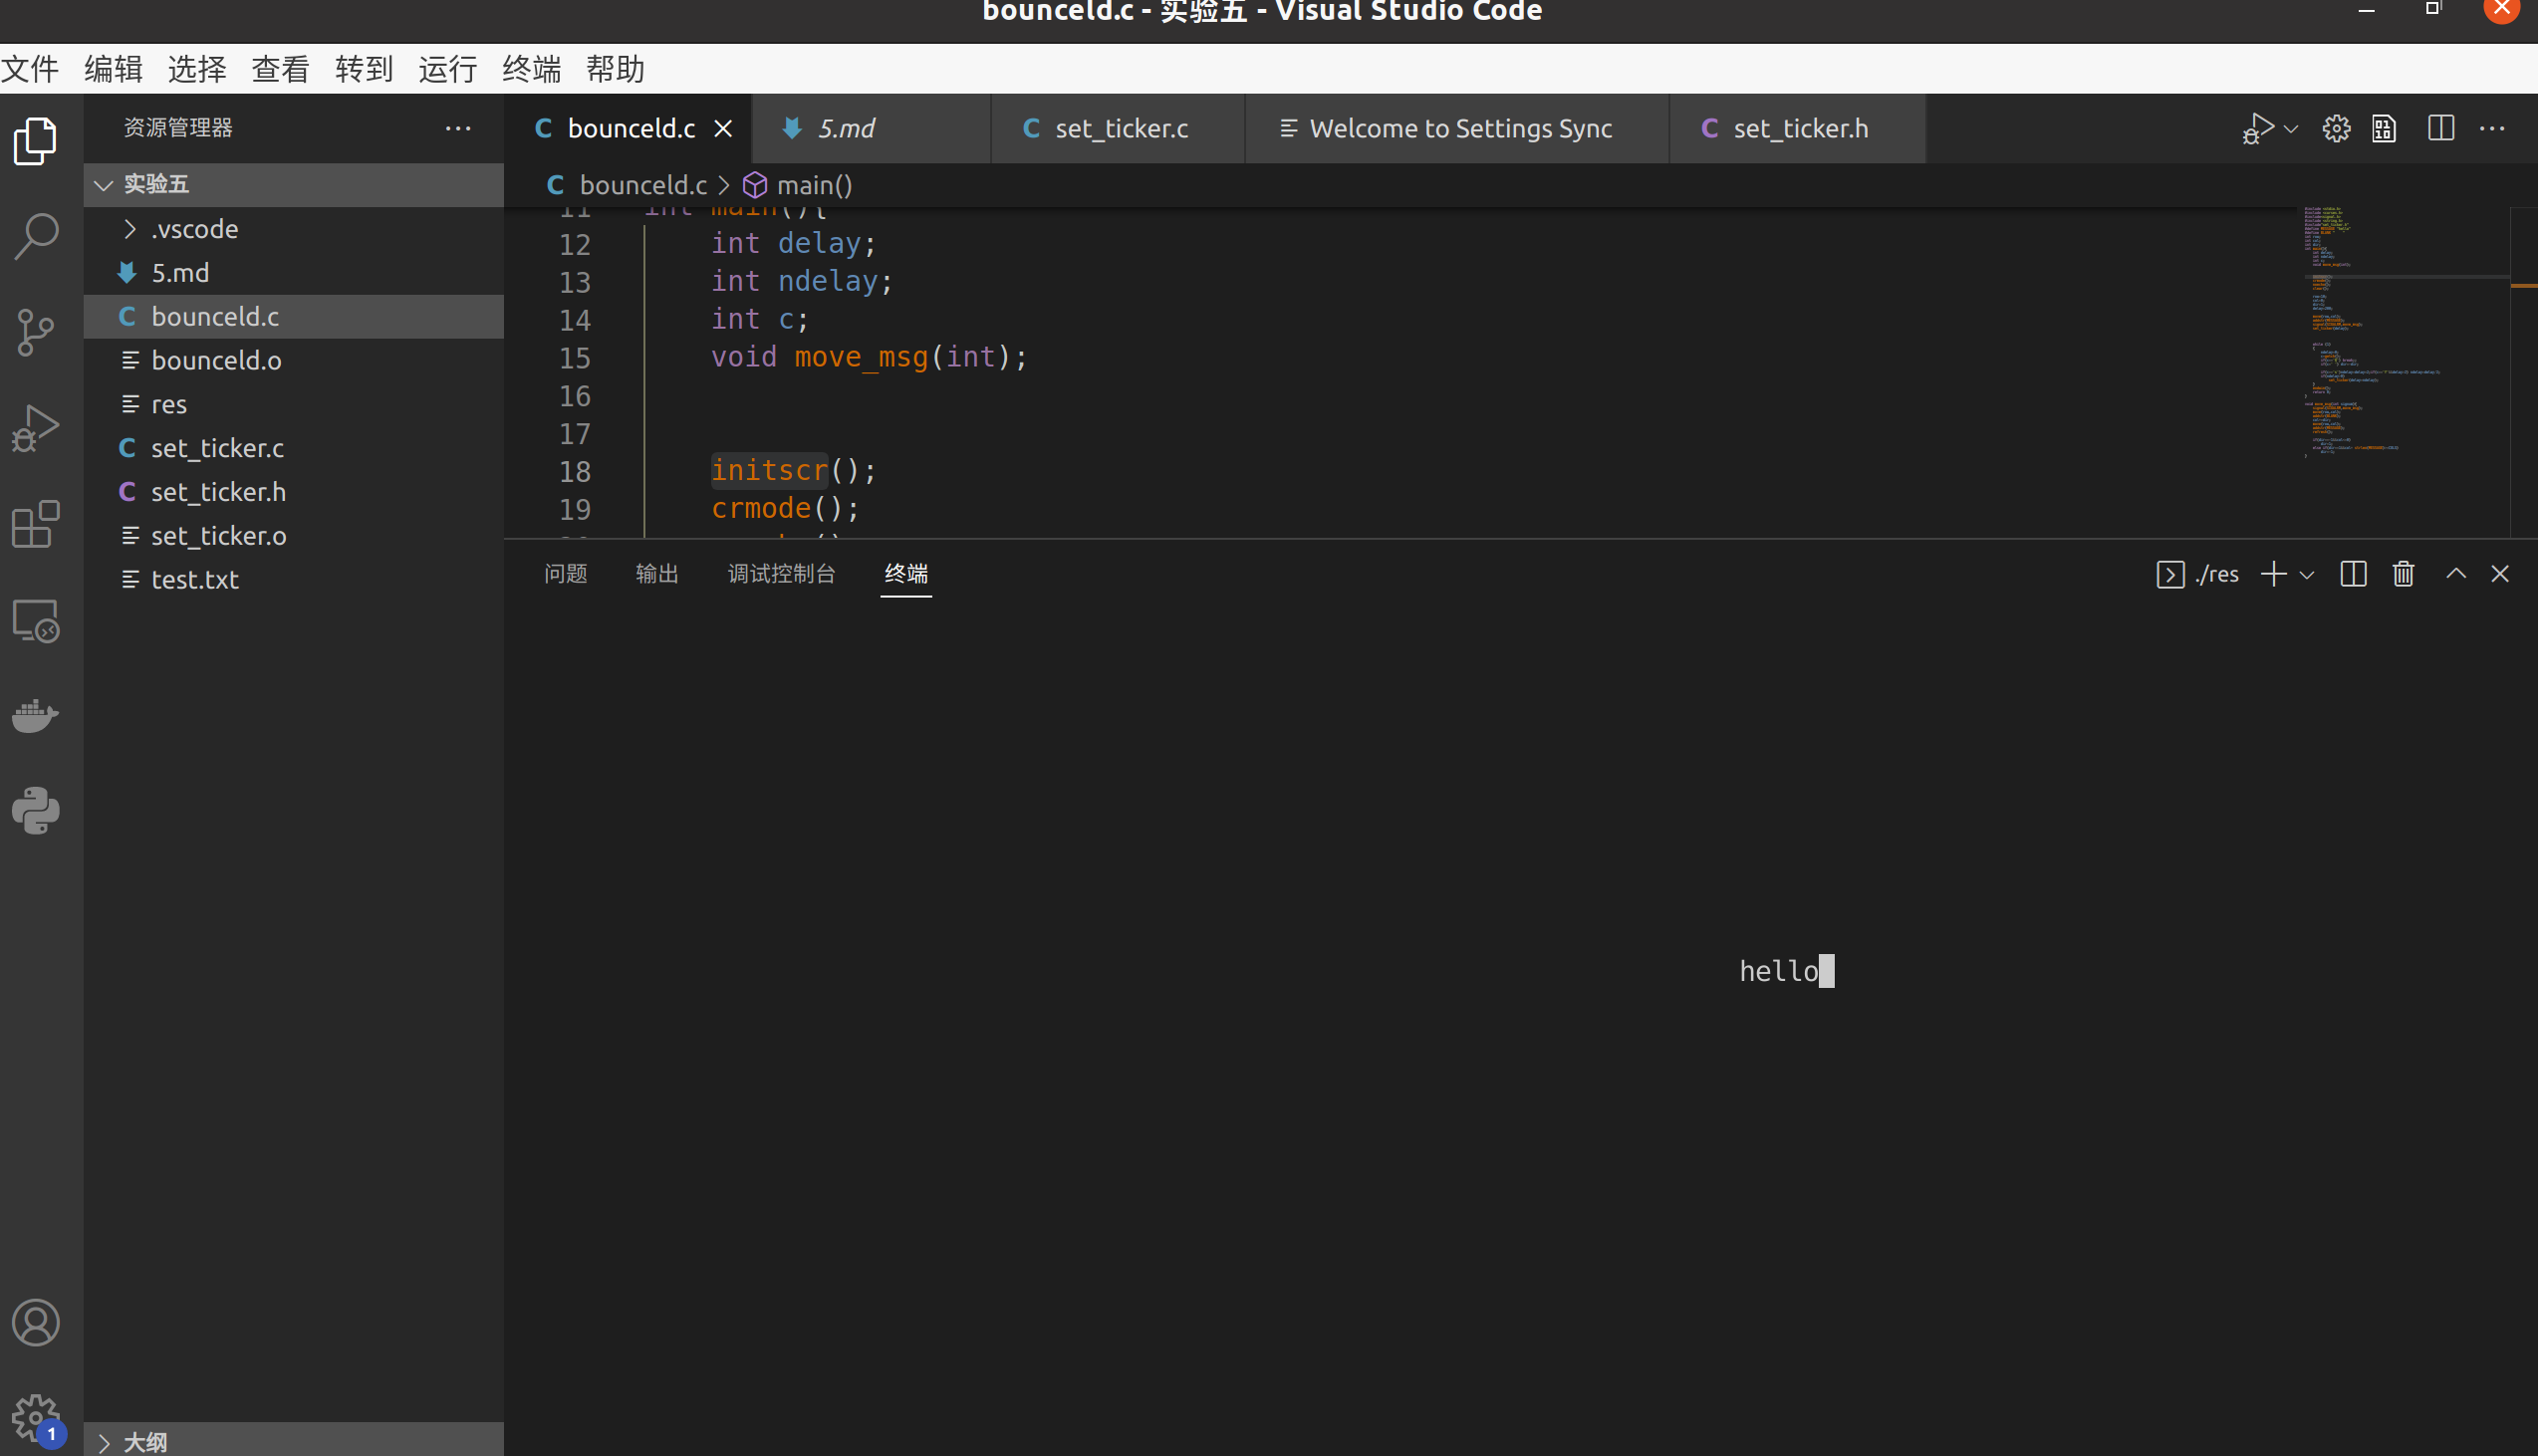 bounceld.c - 实验五 - Visual Studio Code
文件 编辑 选择 查看 转到 运行 终端 帮助
资源管理器
实验五
.vscode
5.md
bounceld.c
bounceld.o
res
set_ticker.c
set_ticker.h
set_ticker.o
test.txt
大纲
1
C bounceld.c 5.md C set_ticker.c Welcome to Settings Sync C set_ticker.h
C bounceld.c > main()
11 int main(){
12 int delay;
13 int ndelay;
14 int c;
15 void move_msg(int);
16
17
18 initscr();
19 crmode();
问题 输出 调试控制台 终端
./res
hello